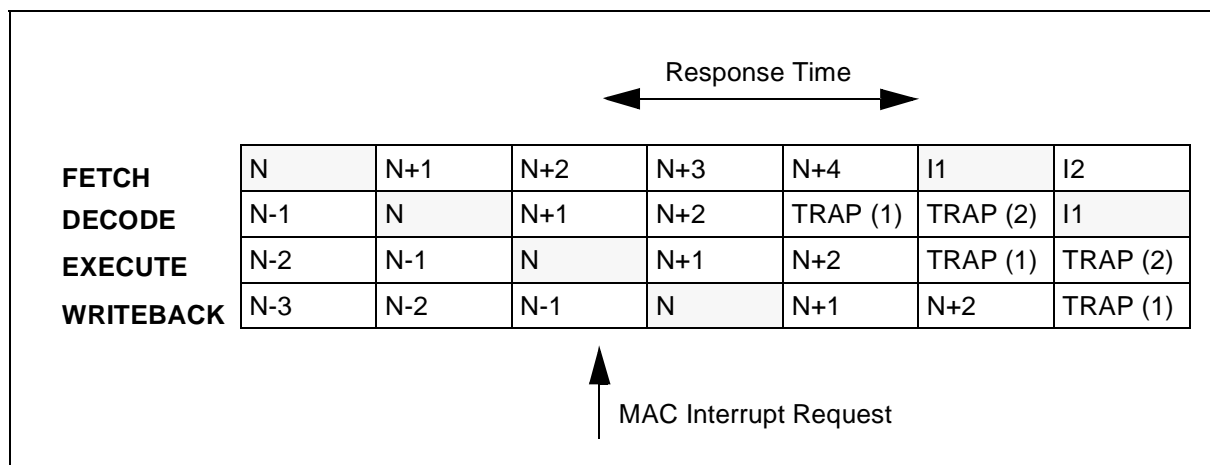 Response Time
FETCH N N+1 N+2 N+3 N+4 I1 I2
DECODE N-1 N N+1 N+2 TRAP (1) TRAP (2) I1
EXECUTE N-2 N-1 N N+1 N+2 TRAP (1) TRAP (2)
WRITEBACK N-3 N-2 N-1 N N+1 N+2 TRAP (1)
MAC Interrupt Request